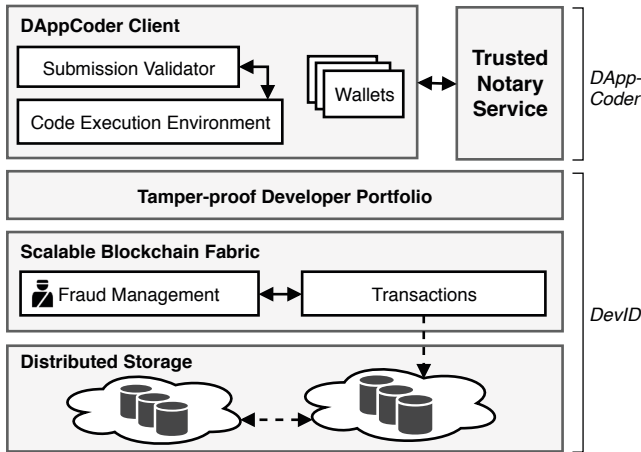 DAppCoder Client
Submission Validator
Code Execution Environment
Wallets
Trusted
Notary
Service
DApp-
Coder
Tamper-proof Developer Portfolio
Scalable Blockchain Fabric
Fraud Management
Transactions
DevID
Distributed Storage